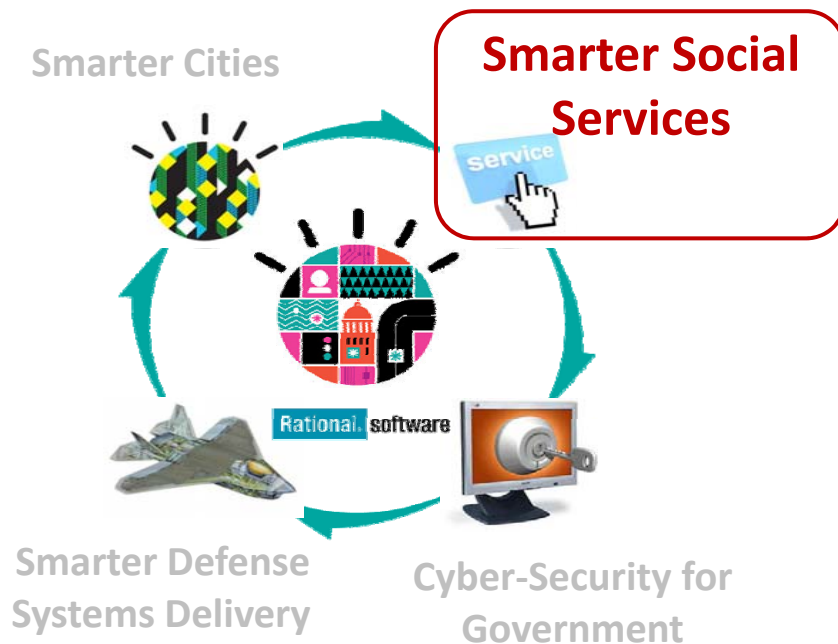 Smarter Cities
Smarter Social
Services
service
Rational. software
Smarter Defense
Systems Delivery
Cyber-Security for
Government